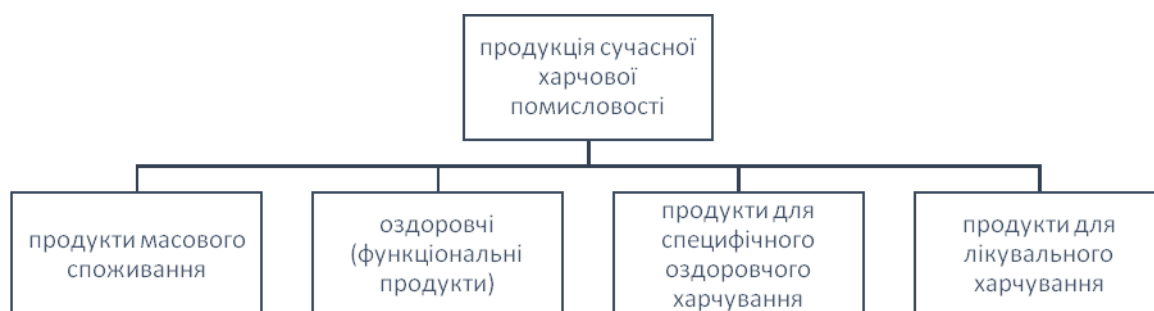 продукція сучасної
харчової
помисловості
продукти масового
споживання
оздоровчі
(функціональні
продукти)
продукти для
специфічного
оздоровчого
харчування
продукти для
лікувального
харчування